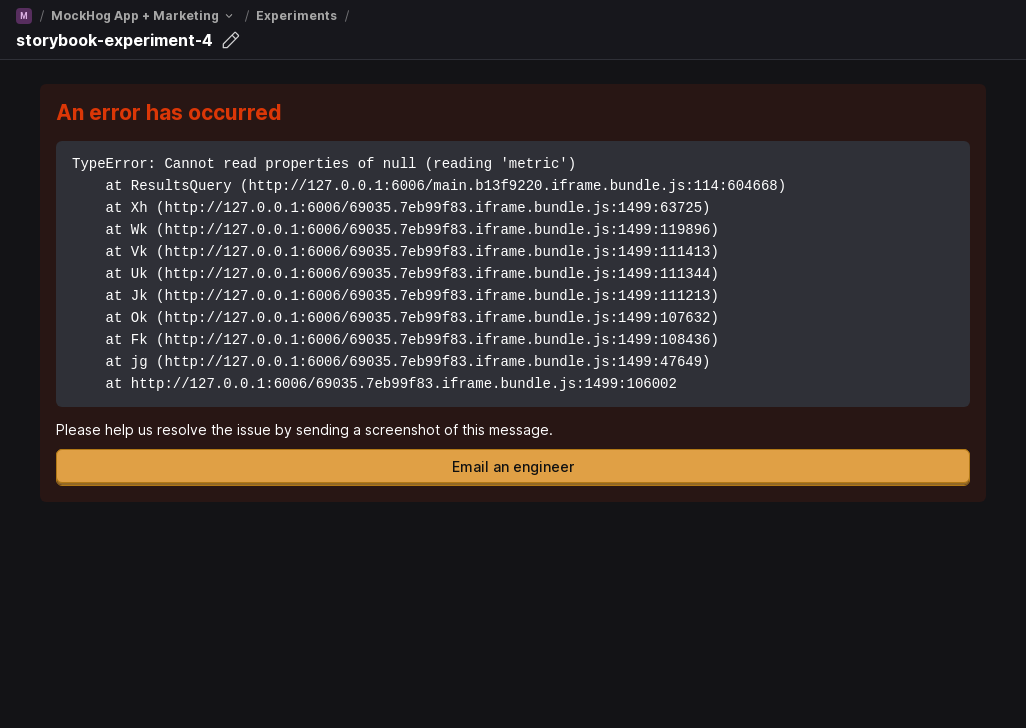 M / MockHog App + Marketing / Experiments /
storybook-experiment-4
An error has occurred
TypeError: Cannot read properties of null (reading 'metric')
    at ResultsQuery (http://127.0.0.1:6006/main.b13f9220.iframe.bundle.js:114:604668)
    at Xh (http://127.0.0.1:6006/69035.7eb99f83.iframe.bundle.js:1499:63725)
    at Wk (http://127.0.0.1:6006/69035.7eb99f83.iframe.bundle.js:1499:119896)
    at Vk (http://127.0.0.1:6006/69035.7eb99f83.iframe.bundle.js:1499:111413)
    at Uk (http://127.0.0.1:6006/69035.7eb99f83.iframe.bundle.js:1499:111344)
    at Jk (http://127.0.0.1:6006/69035.7eb99f83.iframe.bundle.js:1499:111213)
    at Ok (http://127.0.0.1:6006/69035.7eb99f83.iframe.bundle.js:1499:107632)
    at Fk (http://127.0.0.1:6006/69035.7eb99f83.iframe.bundle.js:1499:108436)
    at jg (http://127.0.0.1:6006/69035.7eb99f83.iframe.bundle.js:1499:47649)
    at http://127.0.0.1:6006/69035.7eb99f83.iframe.bundle.js:1499:106002
Please help us resolve the issue by sending a screenshot of this message.
Email an engineer